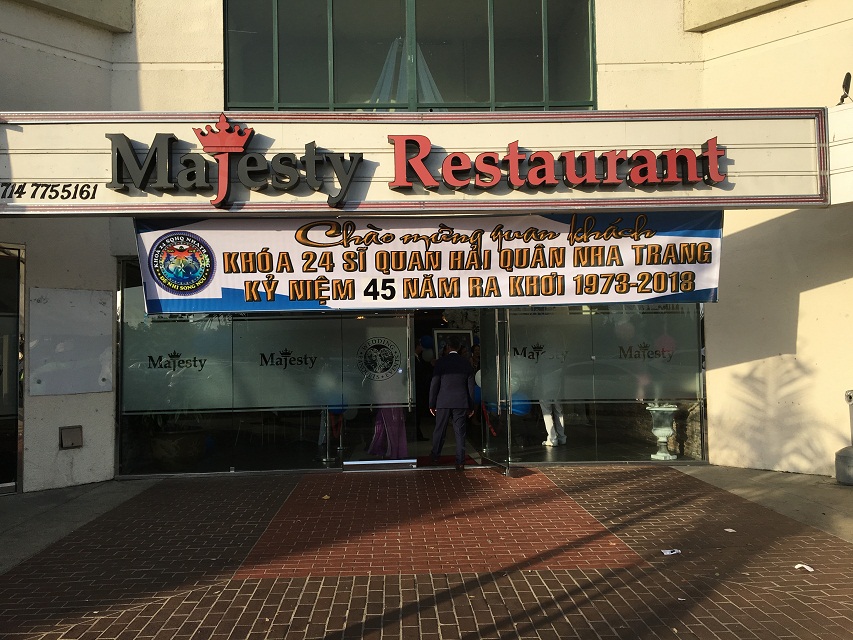 Majesty Restaurant
714 7755161
Chào mừng quan khách
KHÓA 24 SĨ QUAN HẢI QUÂN NHA TRANG
KỶ NIỆM 45 NĂM RA KHƠI 1973-2018
Majesty
Majesty
WEDDING
Majesty
Majesty